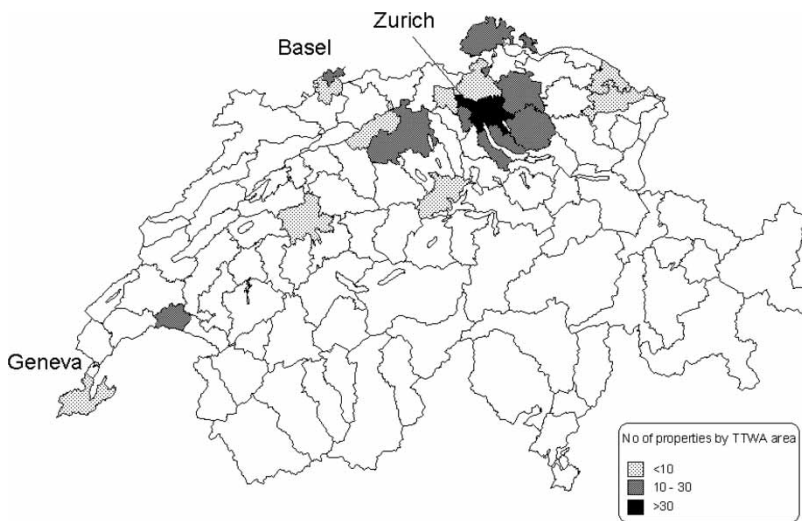 Zurich
Basel
Geneva
No of properties by TTWA area
<10
10 - 30
>30